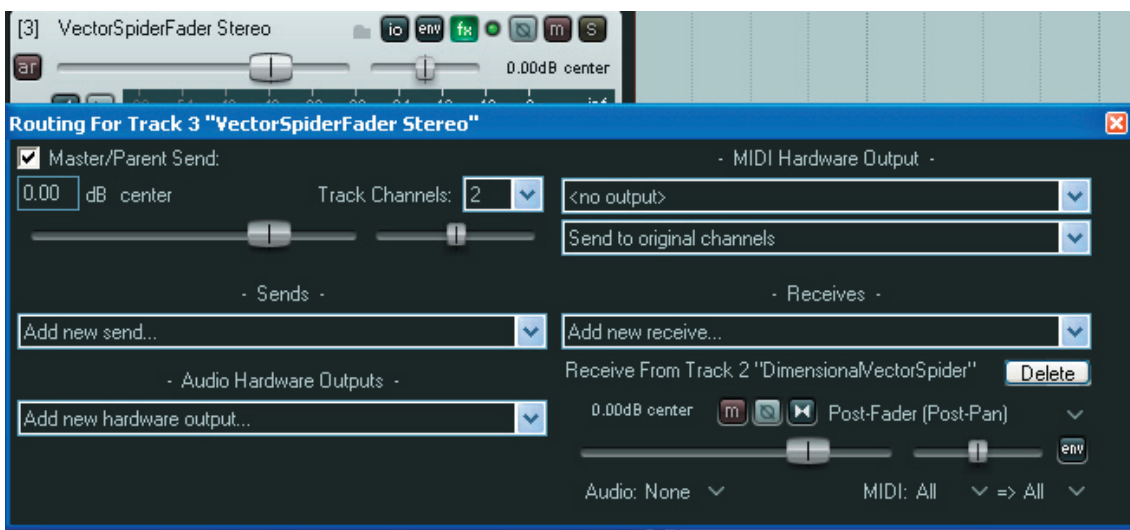 [3] VectorSpiderFader Stereo io env fx m s
ar 0.00dB center
Routing For Track 3 "VectorSpiderFader Stereo"
Master/Parent Send:
0.00 dB center Track Channels: 2
- Sends -
Add new send...
- Audio Hardware Outputs -
Add new hardware output...
- MIDI Hardware Output -
<no output>
Send to original channels
- Receives -
Add new receive...
Receive From Track 2 "DimensionalVectorSpider" Delete
0.00dB center m Post-Fader (Post-Pan)
env
Audio: None MIDI: All => All